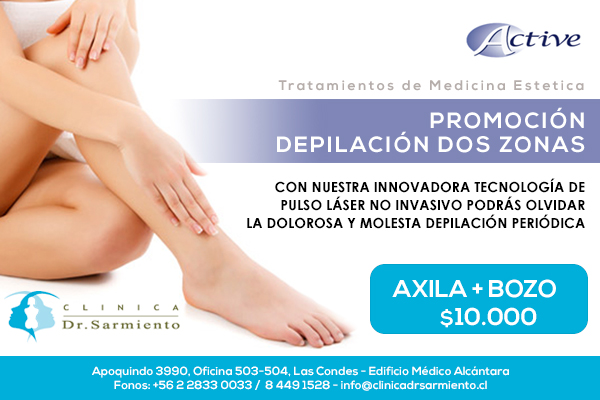 Active
Tratamientos de Medicina Estetica
PROMOCIÓN
DEPILACIÓN DOS ZONAS
CON NUESTRA INNOVADORA TECNOLOGÍA DE
PULSO LÁSER NO INVASIVO PODRÁS OLVIDAR
LA DOLOROSA Y MOLESTA DEPILACIÓN PERIÓDICA
AXILA + BOZO
$10.000
CLINICA
Dr. Sarmiento
Apoquindo 3990, Oficina 503-504, Las Condes - Edificio Médico Alcántara
Fonos: +56 2 2833 0033 / 8 449 1528 - info@clinicadrsarmiento.cl